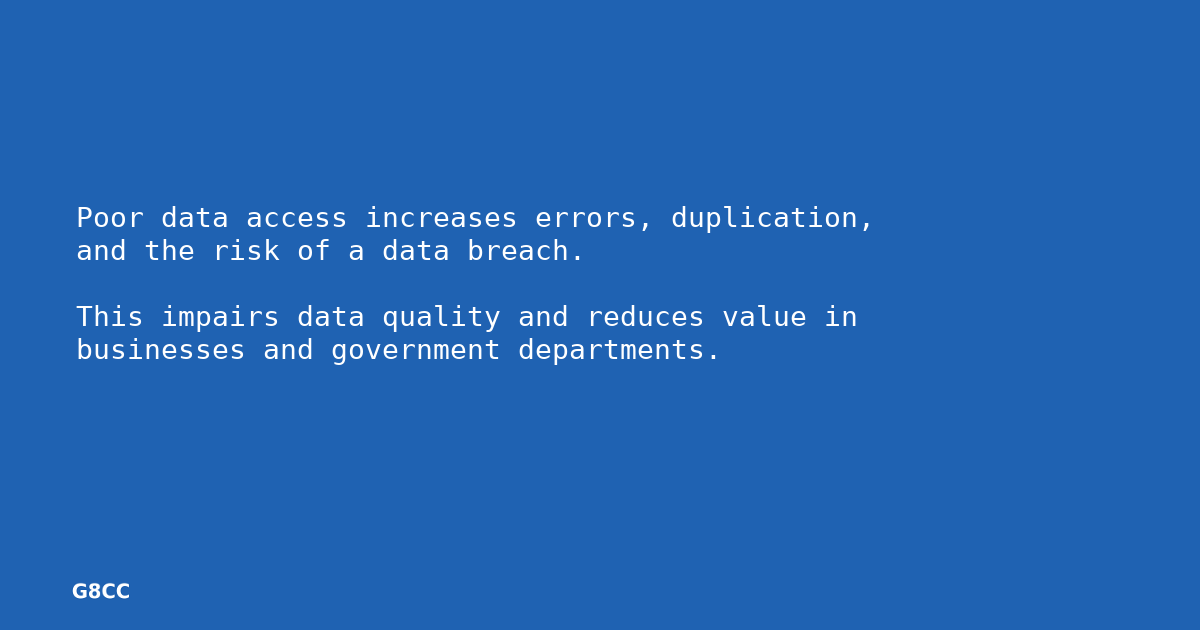 Poor data access increases errors, duplication,
and the risk of a data breach.
This impairs data quality and reduces value in
businesses and government departments.
G8CC